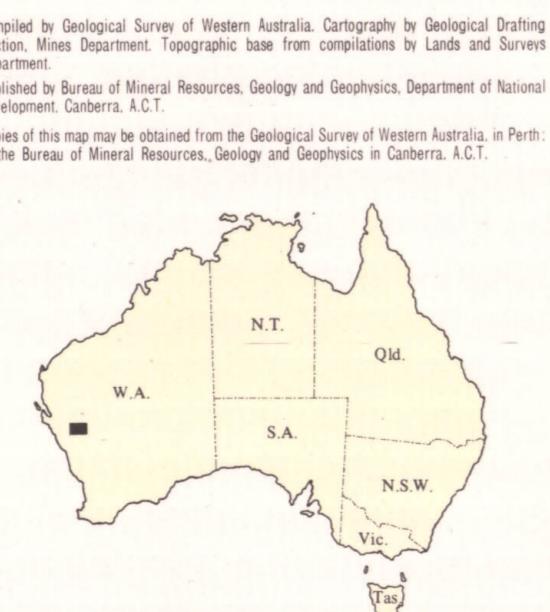 mpiled by Geological Survey of Western Australia. Cartography by Geological Drafting
ction, Mines Department. Topographic base from compilations by Lands and Surveys
partment.
olished by Bureau of Mineral Resources, Geology and Geophysics, Department of National
elopment. Canberra. A.C.T.
pies of this map may be obtained from the Geological Survey of Western Australia, in Perth:
the Bureau of Mineral Resources, Geology and Geophysics in Canberra. A.C.T.
N.T.
Qld.
W.A.
S.A.
N.S.W.
Vic.
Tas.